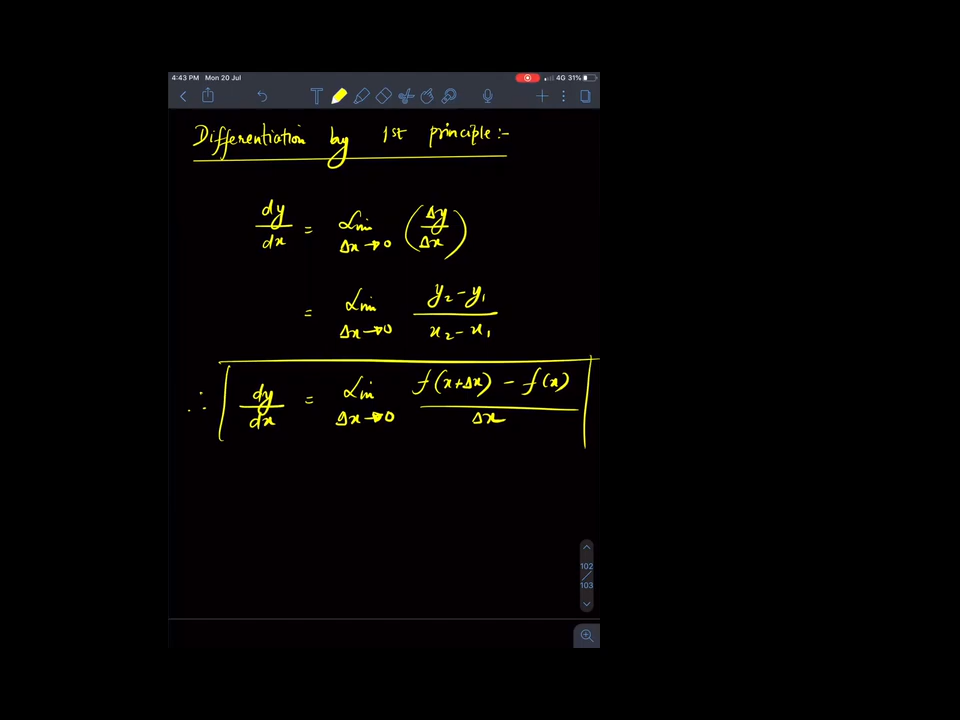 4:43 PM Mon 20 Jul 4G 31%
T
Differentiation by 1st principle:-
dy/dx = Lim Δx→0 (Δy/Δx)
= Lim Δx→0 y₂ - y₁ / x₂ - x₁
∴ dy/dx = Lim Δx→0 f(x+Δx) - f(x) / Δx
102
/
103